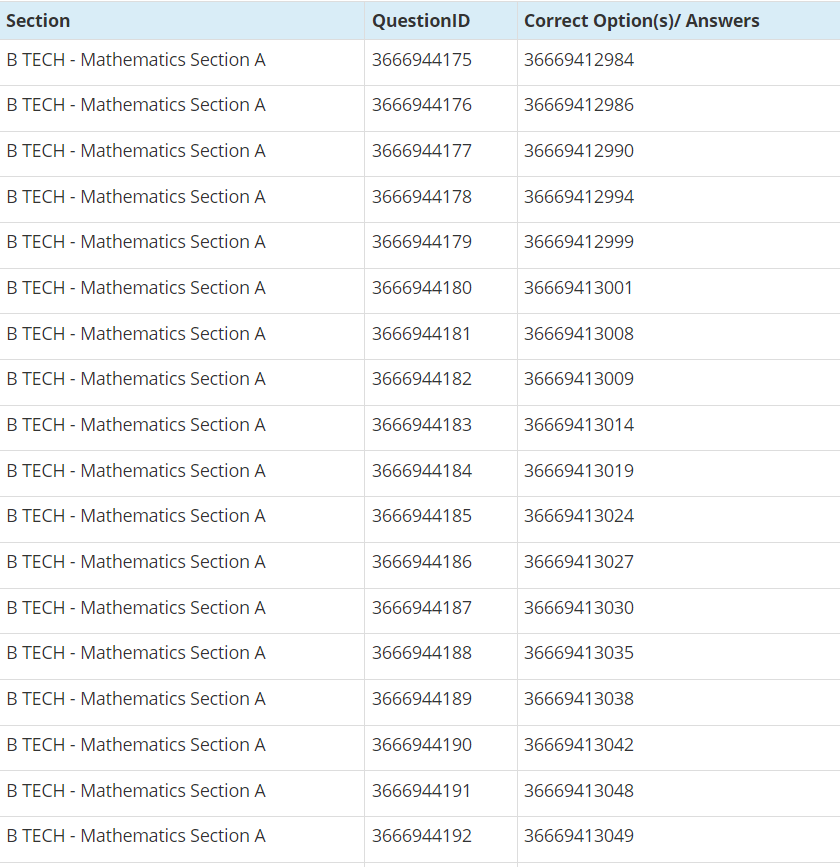 Section QuestionID Correct Option(s)/ Answers
B TECH - Mathematics Section A 3666944175 36669412984
B TECH - Mathematics Section A 3666944176 36669412986
B TECH - Mathematics Section A 3666944177 36669412990
B TECH - Mathematics Section A 3666944178 36669412994
B TECH - Mathematics Section A 3666944179 36669412999
B TECH - Mathematics Section A 3666944180 36669413001
B TECH - Mathematics Section A 3666944181 36669413008
B TECH - Mathematics Section A 3666944182 36669413009
B TECH - Mathematics Section A 3666944183 36669413014
B TECH - Mathematics Section A 3666944184 36669413019
B TECH - Mathematics Section A 3666944185 36669413024
B TECH - Mathematics Section A 3666944186 36669413027
B TECH - Mathematics Section A 3666944187 36669413030
B TECH - Mathematics Section A 3666944188 36669413035
B TECH - Mathematics Section A 3666944189 36669413038
B TECH - Mathematics Section A 3666944190 36669413042
B TECH - Mathematics Section A 3666944191 36669413048
B TECH - Mathematics Section A 3666944192 36669413049